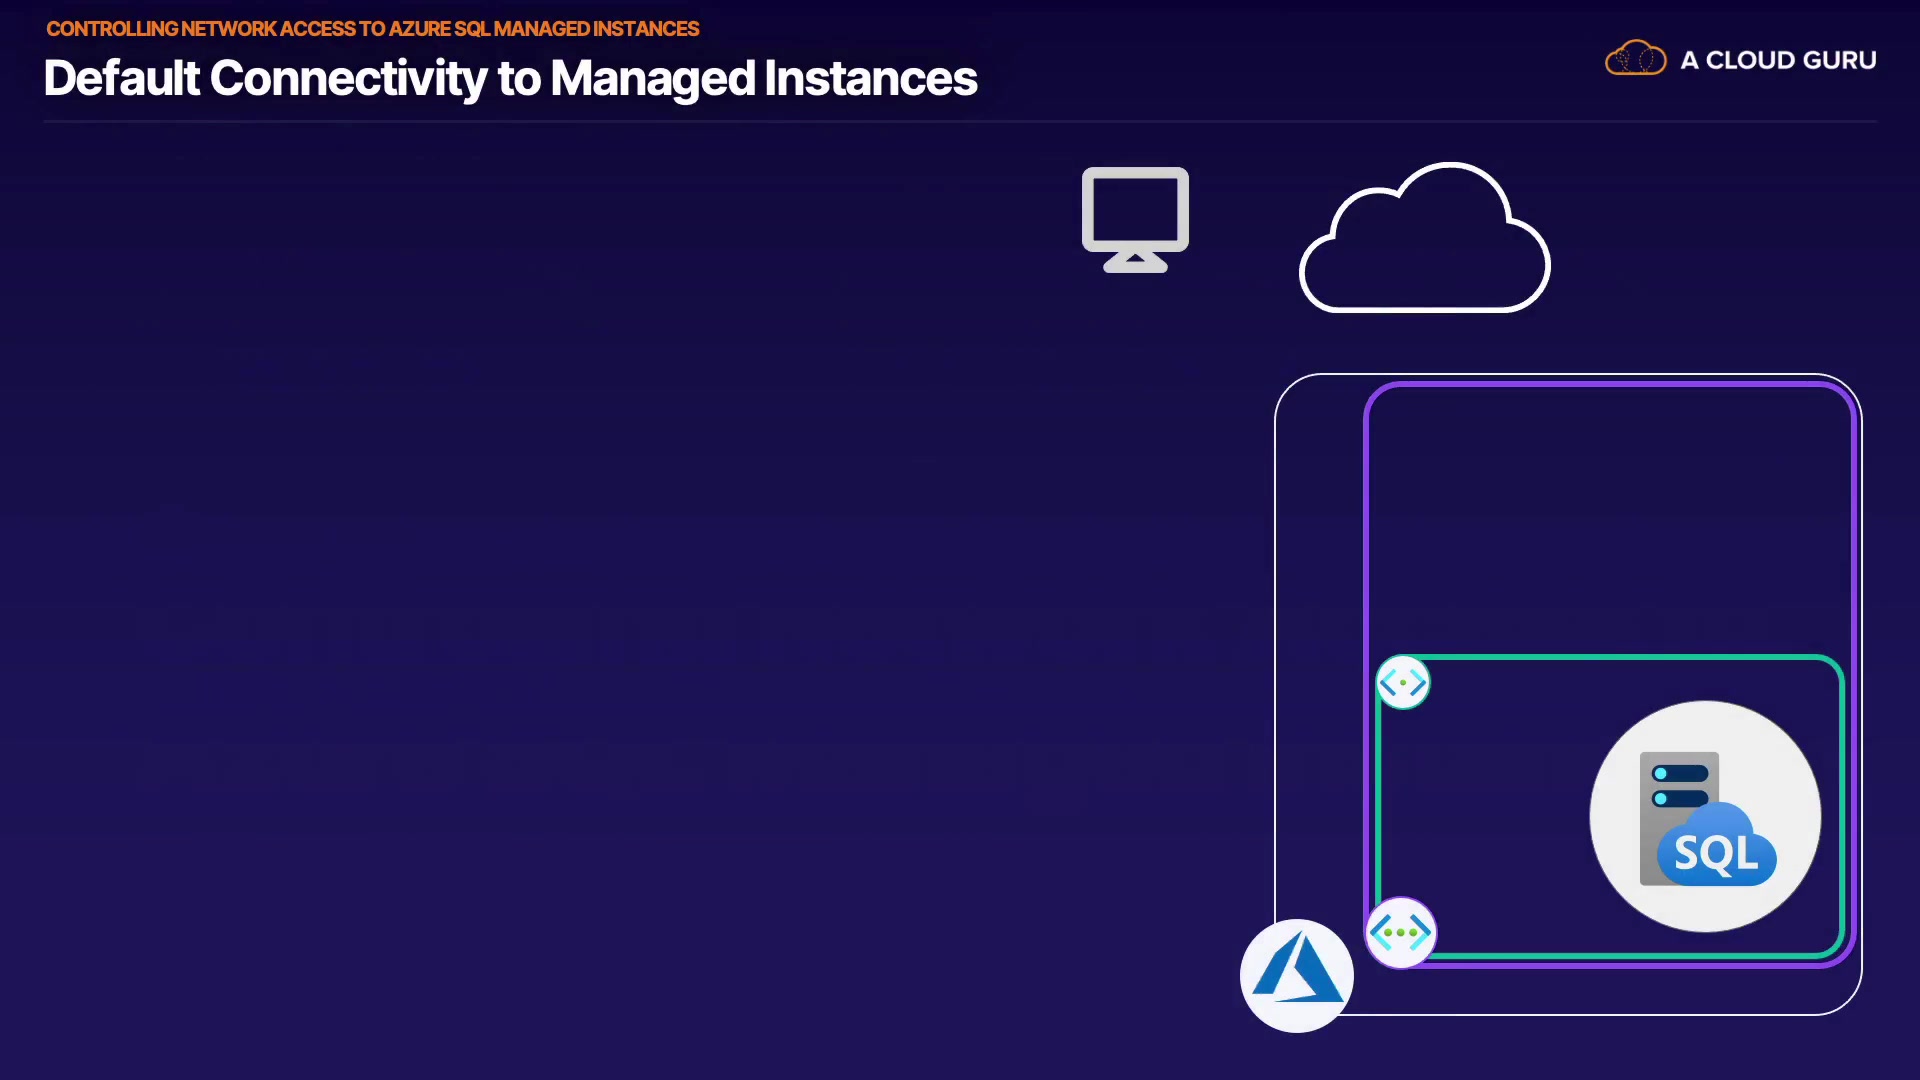 CONTROLLING NETWORK ACCESS TO AZURE SQL MANAGED INSTANCES
Default Connectivity to Managed Instances
A CLOUD GURU
SQL